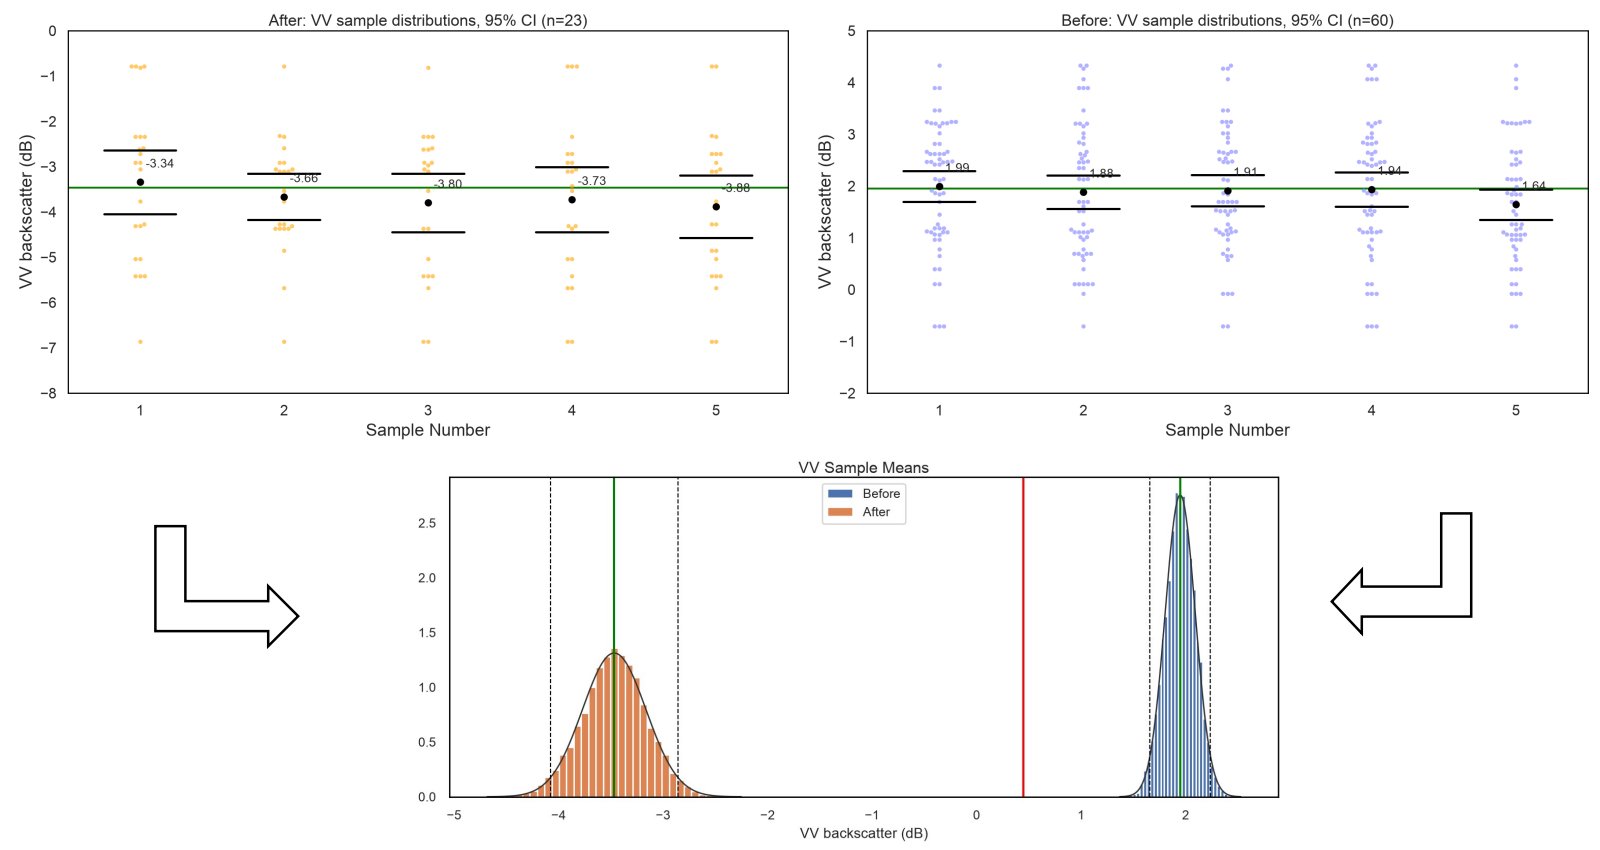 After: VV sample distributions, 95% CI (n=23)
0
−1
−2
−3
−4
−5
−6
−7
−8
VV backscatter (dB)
-3.34
-3.66
-3.80
-3.73
-3.88
1 2 3 4 5
Sample Number
Before: VV sample distributions, 95% CI (n=60)
5
4
3
2
1
0
−1
−2
VV backscatter (dB)
1.99
1.88
1.91
1.94
1.64
1 2 3 4 5
Sample Number
VV Sample Means
Before
After
2.5
2.0
1.5
1.0
0.5
0.0
−5 −4 −3 −2 −1 0 1 2
VV backscatter (dB)